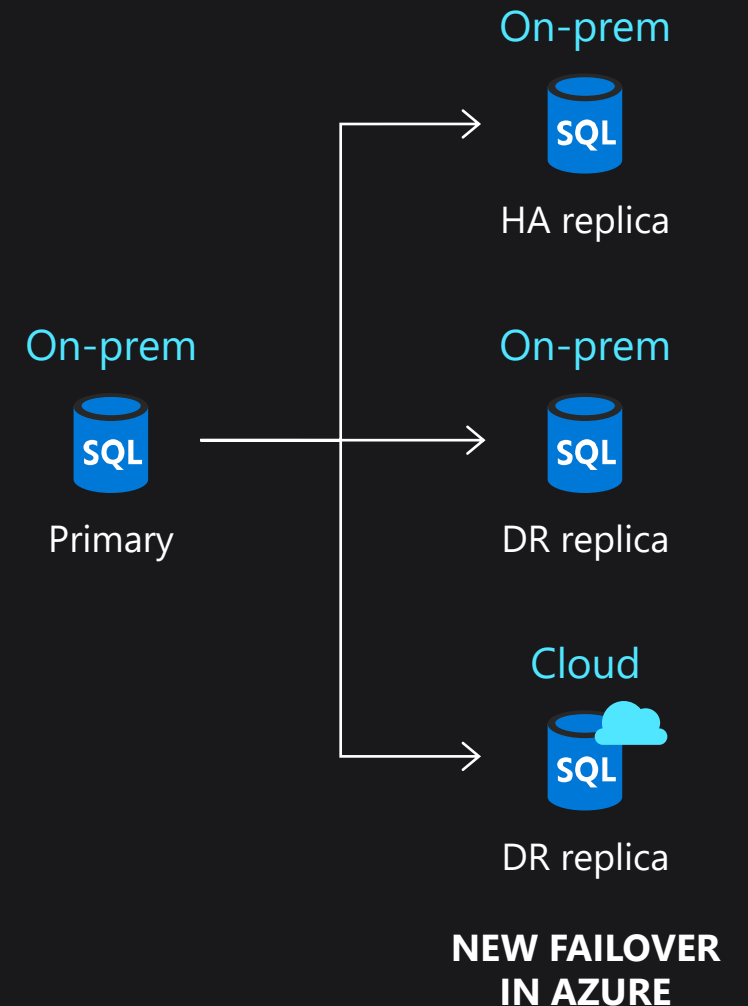 On-prem
SQL
HA replica
On-prem
SQL
Primary
On-prem
SQL
DR replica
Cloud
SQL
DR replica
NEW FAILOVER
IN AZURE